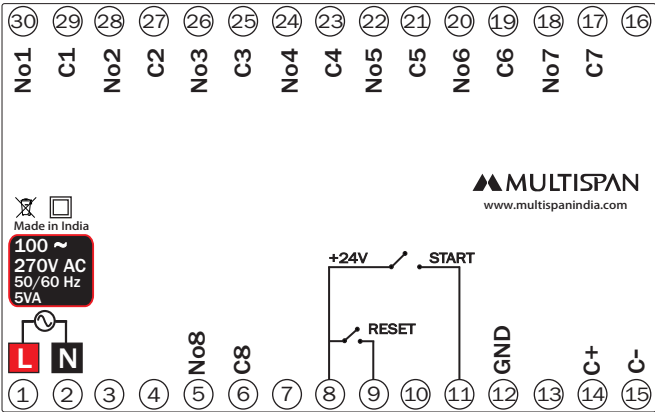 30 29 28 27 26 25 24 23 22 21 20 19 18 17 16
No1 C1 No2 C2 No3 C3 No4 C4 No5 C5 No6 C6 No7 C7
MULTISPAN
www.multispanindia.com
Made in India
100 ~
270V AC
50/60 Hz
5VA
+24V START
RESET
L N No8 C8 GND C+ C-
1 2 3 4 5 6 7 8 9 10 11 12 13 14 15